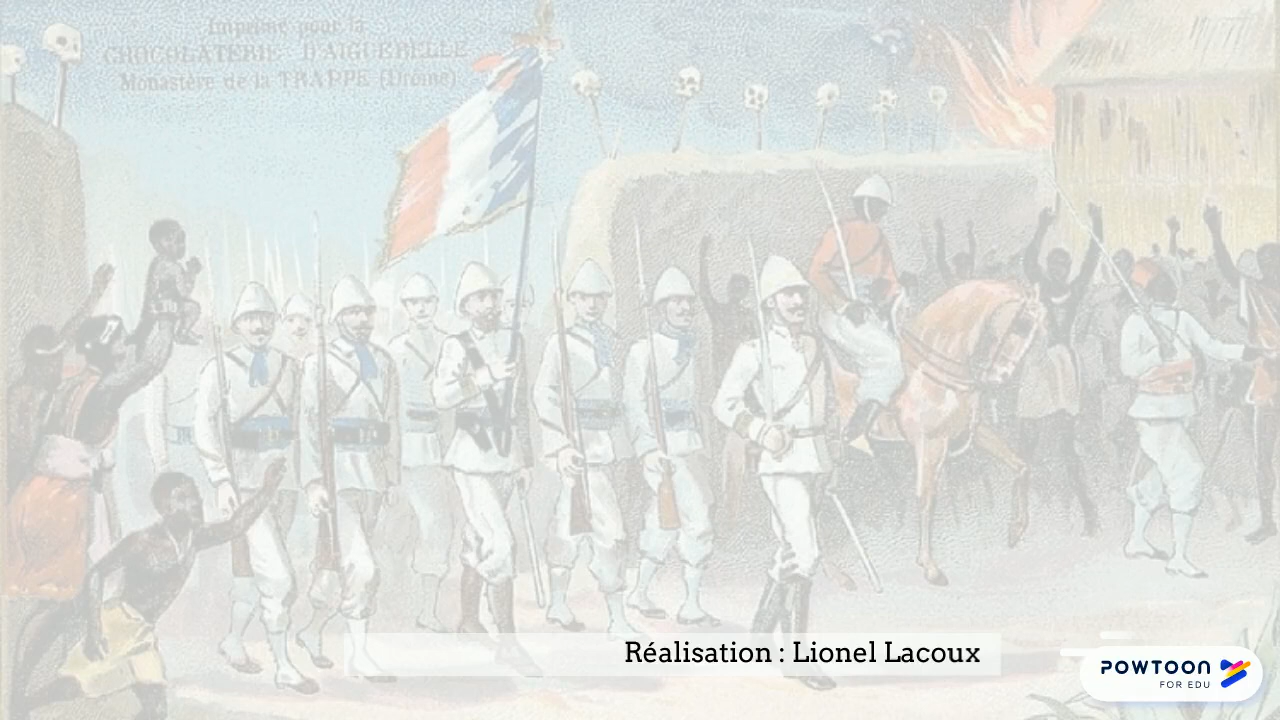 Imprimé pour la
CHOCOLATERIE D'AIGUEBELLE
Monastère de la TRAPPE (Drôme)
Réalisation : Lionel Lacoux
POWTOON
FOR EDU